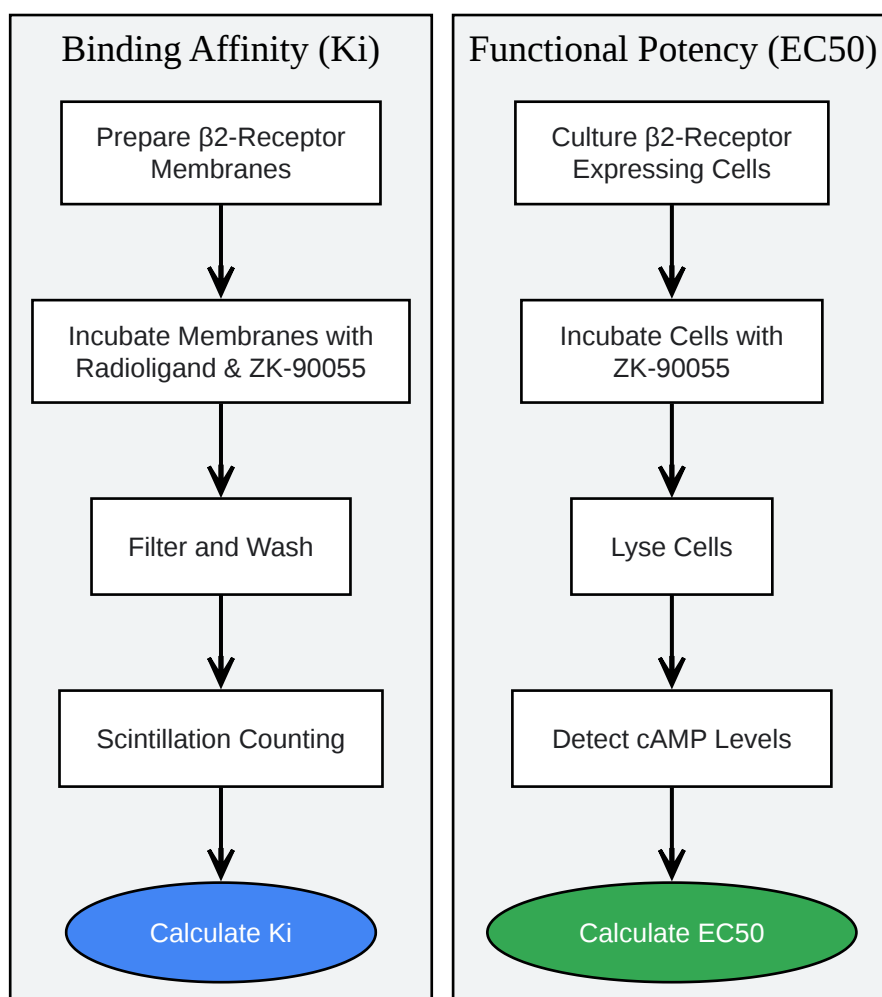 Binding Affinity (Ki)
Prepare β2-Receptor
Membranes
Incubate Membranes with
Radioligand & ZK-90055
Filter and Wash
Scintillation Counting
Calculate Ki
Functional Potency (EC50)
Culture β2-Receptor
Expressing Cells
Incubate Cells with
ZK-90055
Lyse Cells
Detect cAMP Levels
Calculate EC50